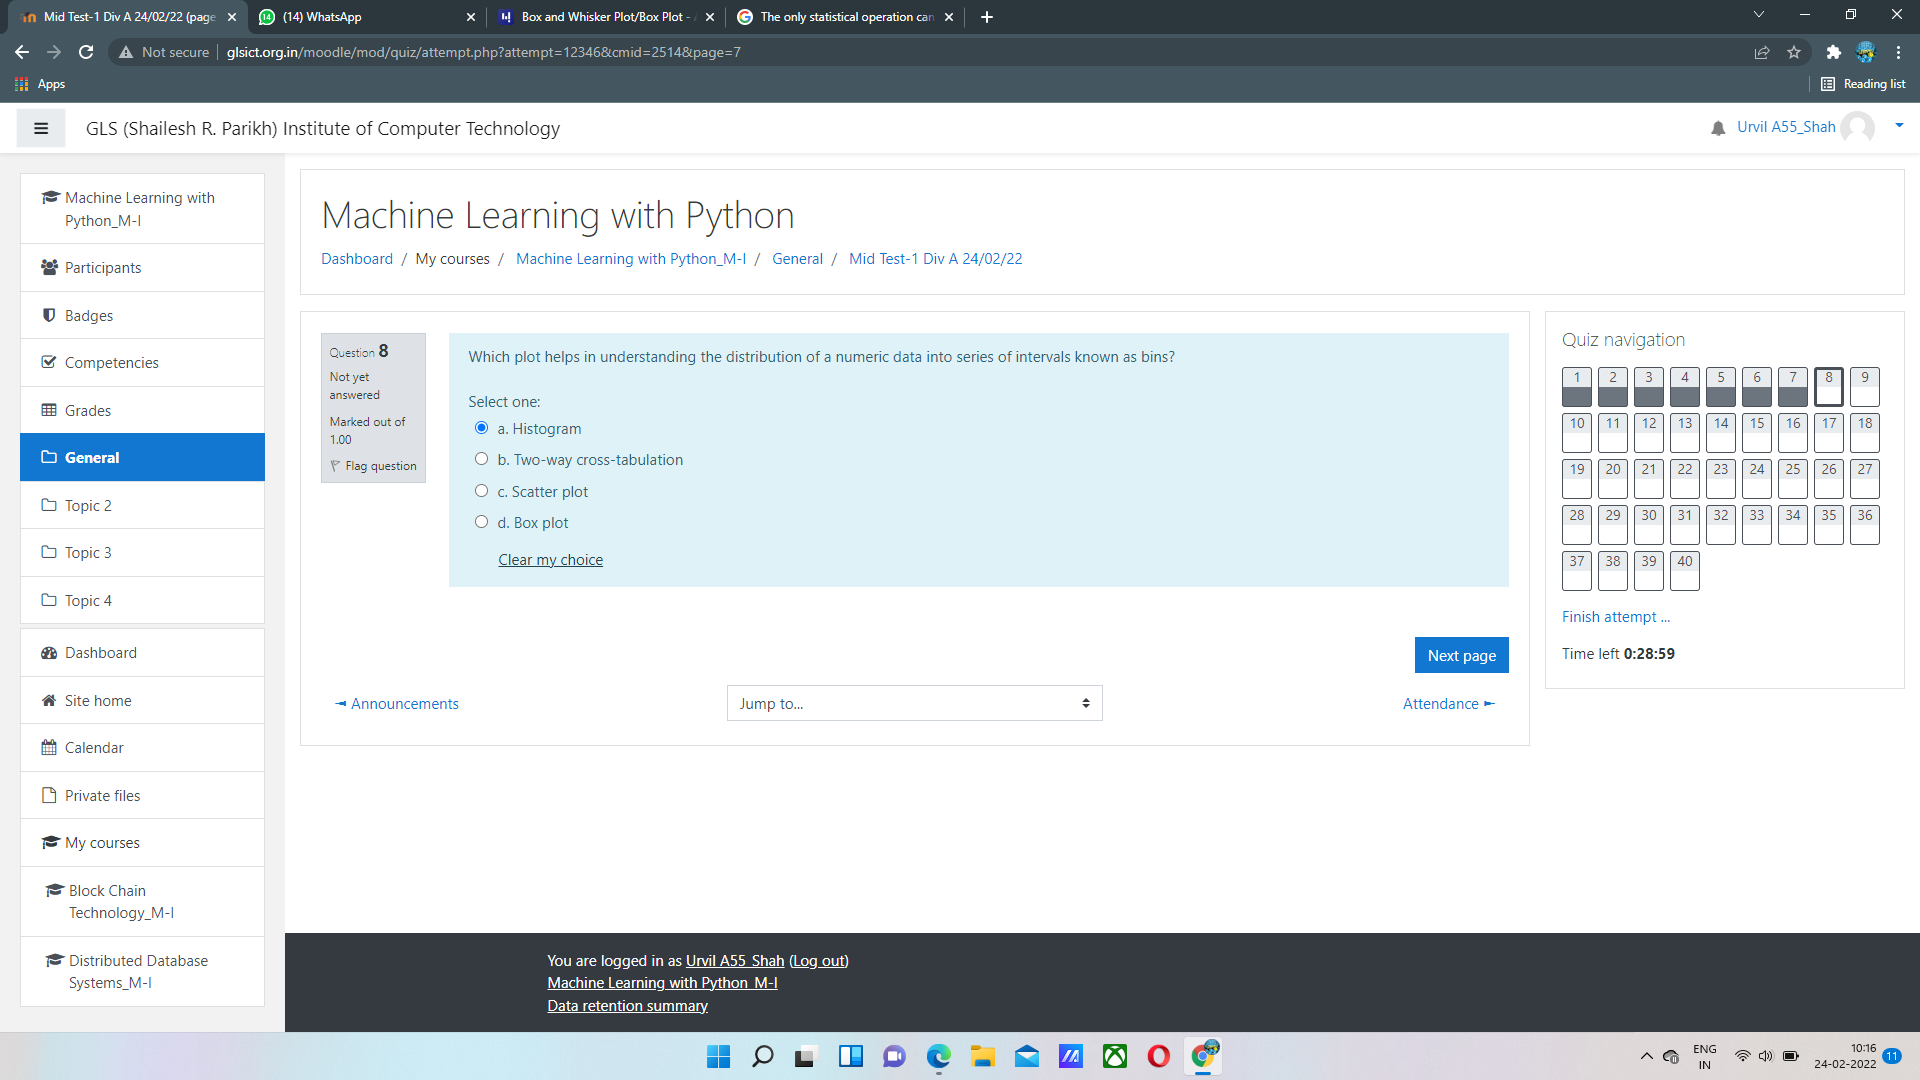 Mid Test-1 Div A 24/02/22 (page
(14) WhatsApp
Box and Whisker Plot/Box Plot -
The only statistical operation can
Not secure
glsict.org.in/moodle/mod/quiz/attempt.php?attempt=12346&cmid=2514&page=7
Apps
Reading list
GLS (Shailesh R. Parikh) Institute of Computer Technology
Urvil A55_Shah
Machine Learning with
Python_M-I
Participants
Badges
Competencies
Grades
General
Topic 2
Topic 3
Topic 4
Dashboard
Site home
Calendar
Private files
My courses
Block Chain
Technology_M-I
Distributed Database
Systems_M-I
Machine Learning with Python
Dashboard / My courses / Machine Learning with Python_M-I / General / Mid Test-1 Div A 24/02/22
Question 8
Not yet
answered
Marked out of
1.00
Flag question
Which plot helps in understanding the distribution of a numeric data into series of intervals known as bins?
Select one:
a. Histogram
b. Two-way cross-tabulation
c. Scatter plot
d. Box plot
Clear my choice
Next page
◄ Announcements
Jump to...
Attendance ►
Quiz navigation
1 2 3 4 5 6 7 8 9
10 11 12 13 14 15 16 17 18
19 20 21 22 23 24 25 26 27
28 29 30 31 32 33 34 35 36
37 38 39 40
Finish attempt ...
Time left 0:28:59
You are logged in as Urvil A55_Shah (Log out)
Machine Learning with Python_M-I
Data retention summary
ENG
IN
10:16
24-02-2022
11